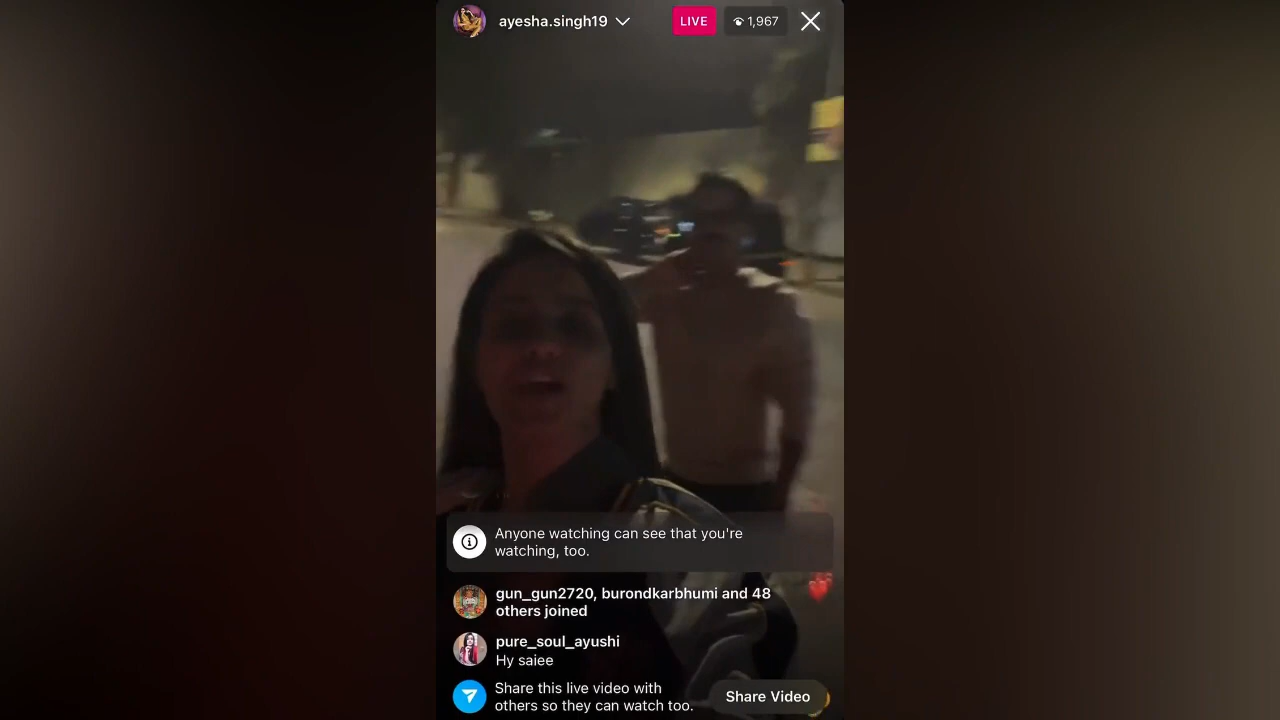 ayesha.singh19
LIVE
1,967
Anyone watching can see that you're
watching, too.
gun_gun2720, burondkarbhumi and 48
others joined
pure_soul_ayushi
Hy saiee
Share this live video with
others so they can watch too.
Share Video